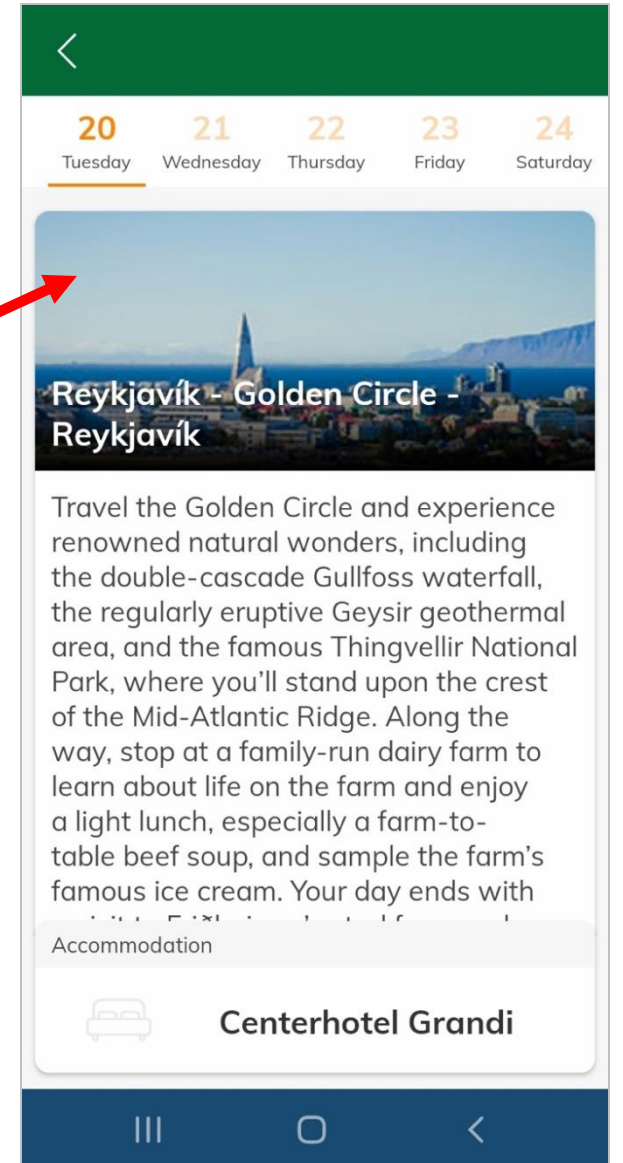 20 21 22 23 24
Tuesday Wednesday Thursday Friday Saturday
Reykjavík - Golden Circle -
Reykjavík
Travel the Golden Circle and experience
renowned natural wonders, including
the double-cascade Gullfoss waterfall,
the regularly eruptive Geysir geothermal
area, and the famous Thingvellir National
Park, where you'll stand upon the crest
of the Mid-Atlantic Ridge. Along the
way, stop at a family-run dairy farm to
learn about life on the farm and enjoy
a light lunch, especially a farm-to-
table beef soup, and sample the farm's
famous ice cream. Your day ends with
Accommodation
Centerhotel Grandi